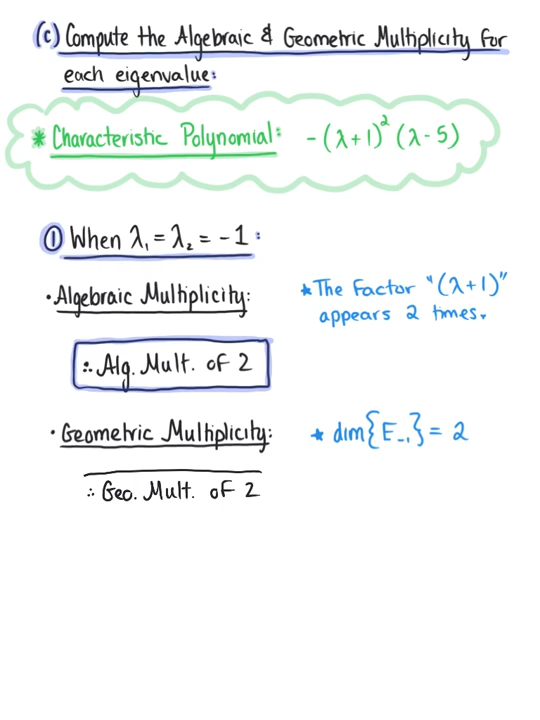 (c) Compute the Algebraic & Geometric Multiplicity for
each eigenvalue:
* Characteristic Polynomial: -(λ+1)² (λ-5)
① When λ₁ = λ₂ = -1:
• Algebraic Multiplicity:
* The Factor "(λ+1)"
appears 2 times.
∴ Alg. Mult. of 2
• Geometric Multiplicity:
* dim{E₋₁} = 2
∴ Geo. Mult. of 2